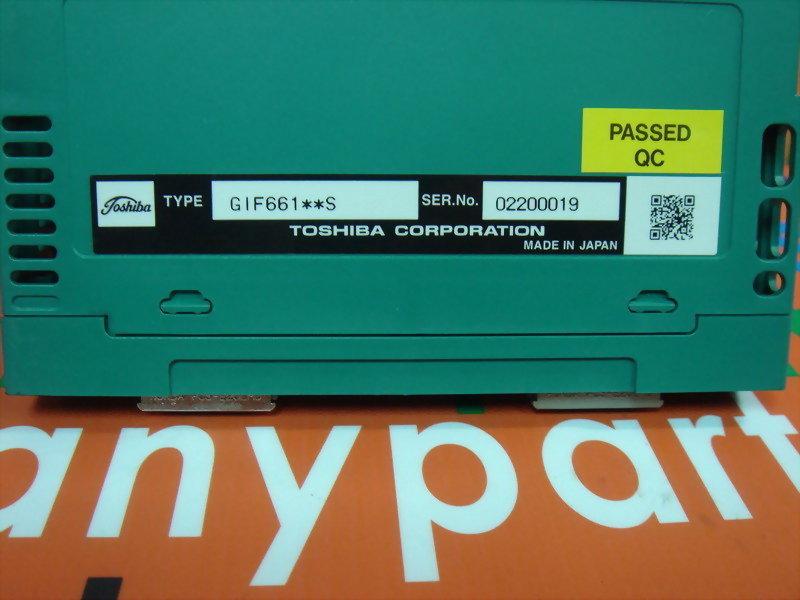 PASSED
QC
Toshiba TYPE GIF661**S SER.No. 02200019
TOSHIBA CORPORATION
MADE IN JAPAN
anypart